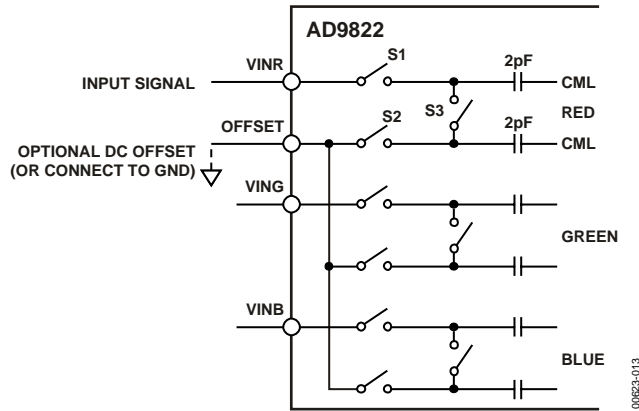 AD9822
VINR
S1
2pF
INPUT SIGNAL
CML
S3
RED
OFFSET
S2
2pF
CML
OPTIONAL DC OFFSET
(OR CONNECT TO GND)
VING
GREEN
VINB
BLUE
00623-013